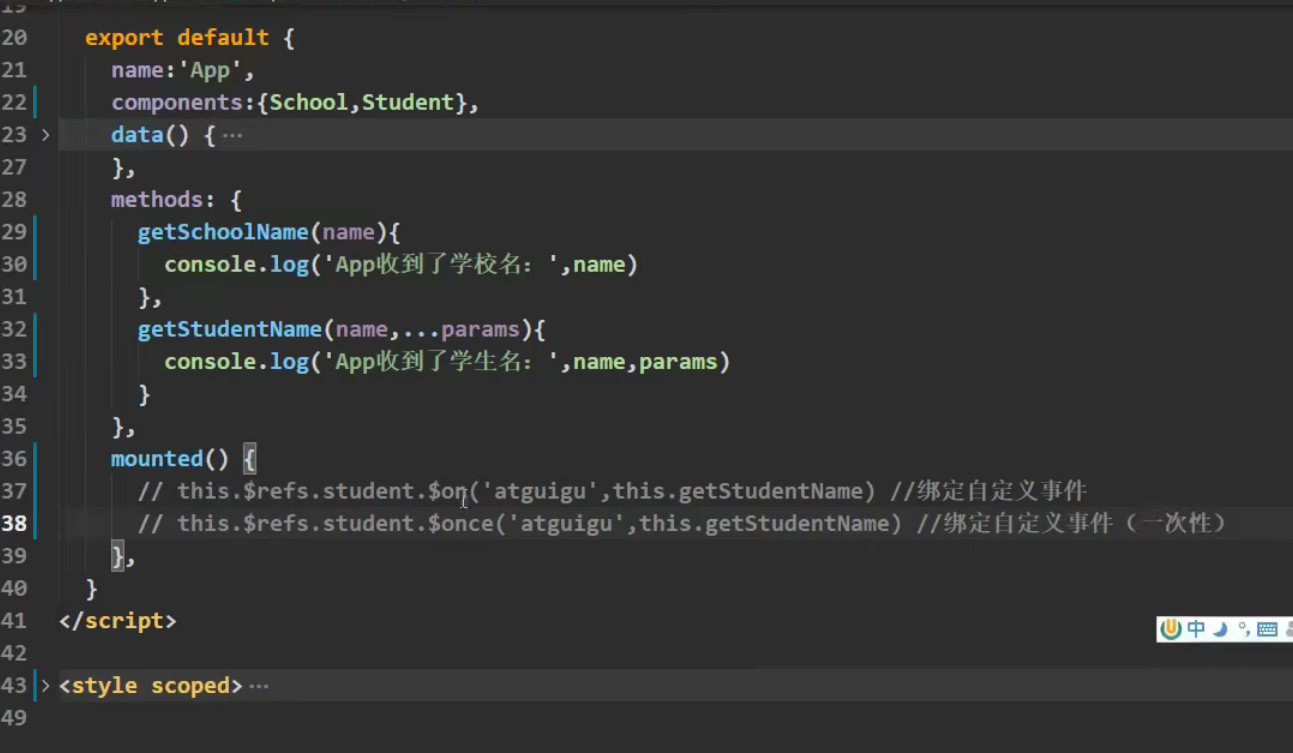 19
20 export default {
21 name:'App',
22 components:{School,Student},
23 data() { ···
27 },
28 methods: {
29 getSchoolName(name){
30 console.log('App收到了学校名：',name)
31 },
32 getStudentName(name,...params){
33 console.log('App收到了学生名：',name,params)
34 }
35 },
36 mounted() {
37 // this.$refs.student.$on('atguigu',this.getStudentName) //绑定自定义事件
38 // this.$refs.student.$once('atguigu',this.getStudentName) //绑定自定义事件（一次性）
39 },
40 }
41 </script>
42
43 <style scoped> ···
49
中